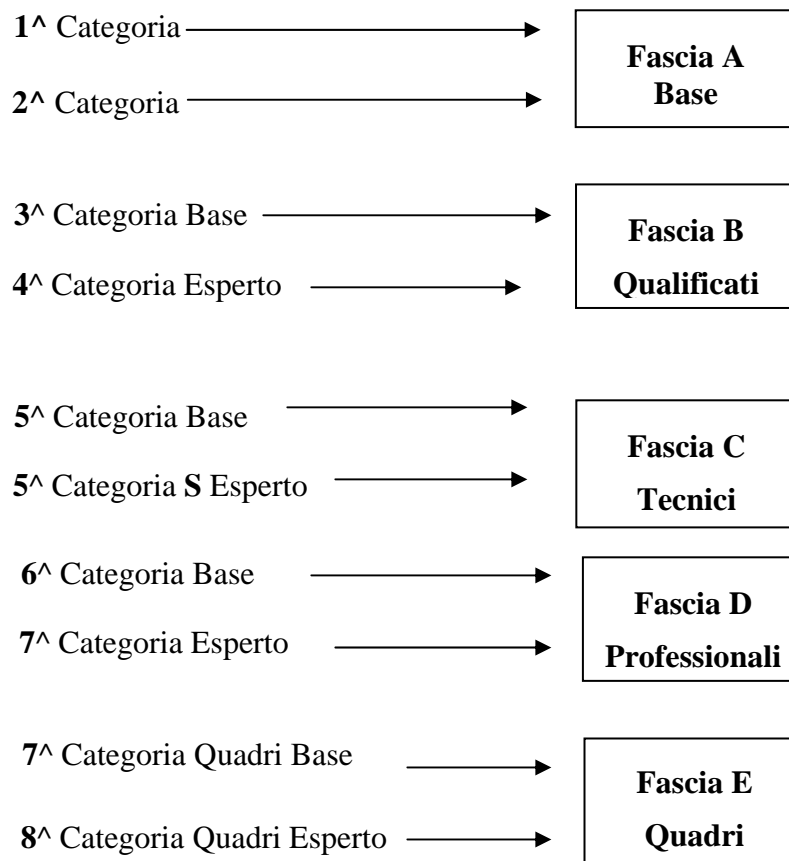 1^ Categoria
Fascia A
Base
2^ Categoria
3^ Categoria Base
Fascia B
Qualificati
4^ Categoria Esperto
5^ Categoria Base
Fascia C
Tecnici
5^ Categoria S Esperto
6^ Categoria Base
Fascia D
Professionali
7^ Categoria Esperto
7^ Categoria Quadri Base
Fascia E
Quadri
8^ Categoria Quadri Esperto